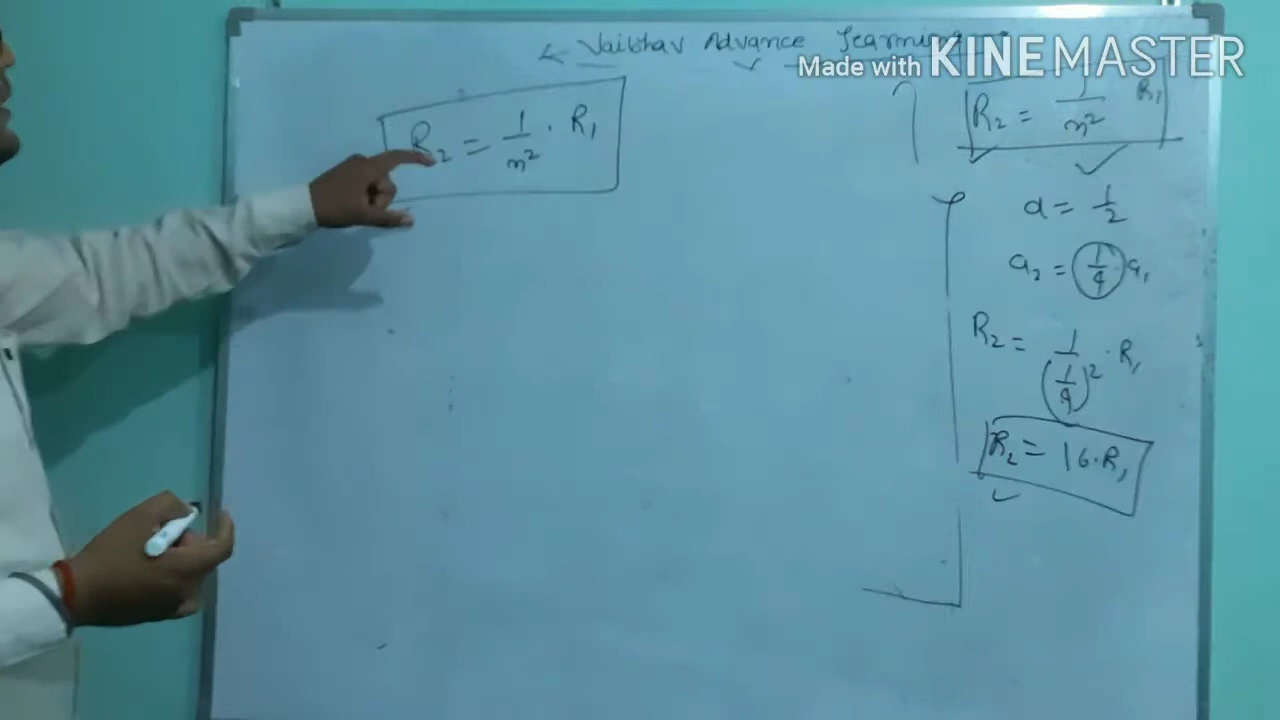 ← Vaibhav Advance Learning
Made with KINEMASTER
R₂ = 1/n² · R₁
R₂ = 1/n² R₁
a = 1/2
a₂ = 1/4 a₁
R₂ = 1/(1/4)² · R₁
R₂ = 16·R₁